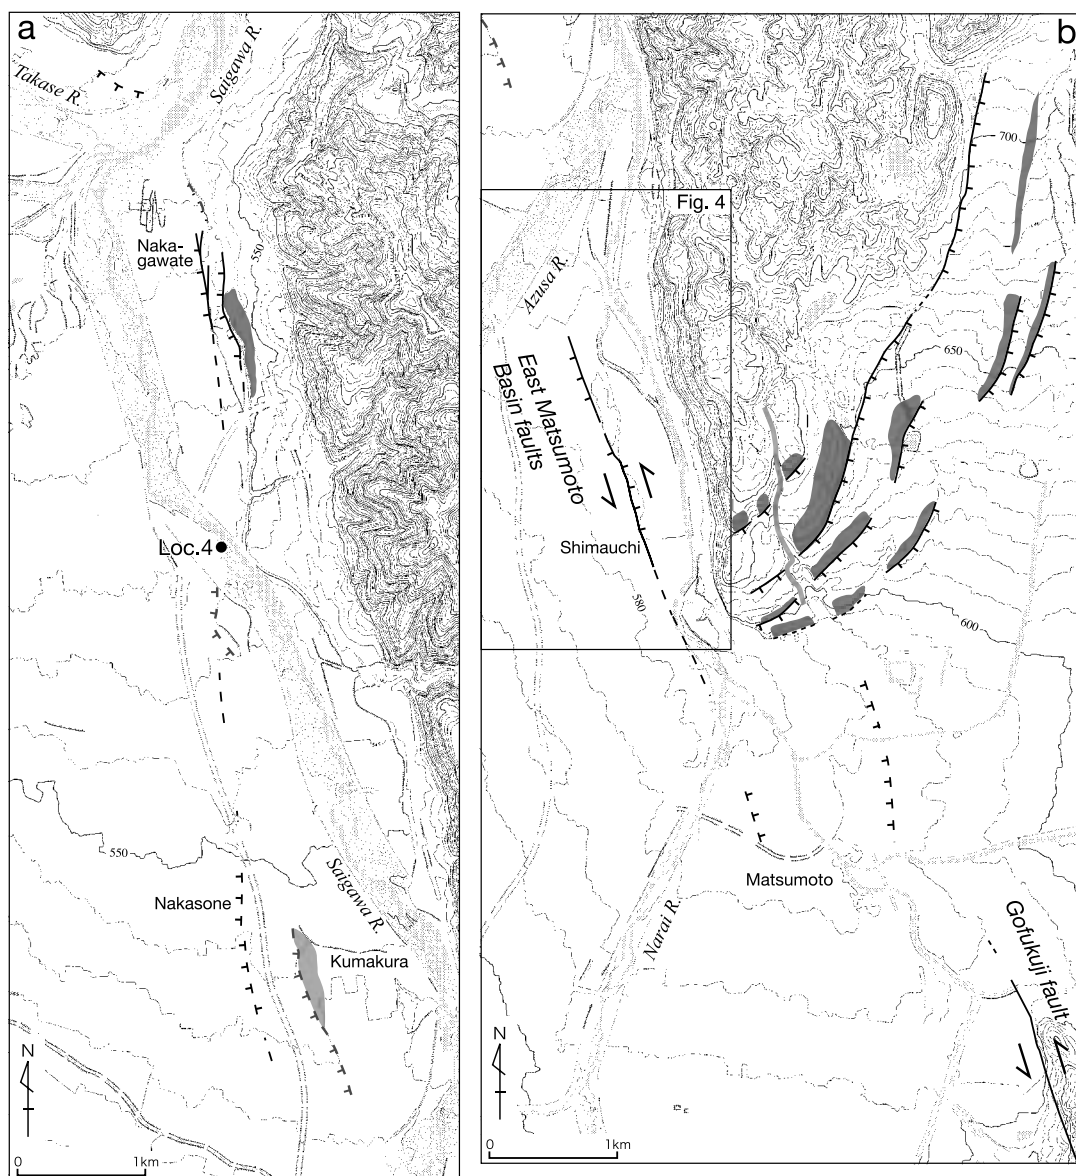 a
Takase R.
Saigawa R.
Naka-
gawate
550
Loc.4
550
Nakasone
Saigawa R.
Kumakura
N
0
1km
b
700
Fig. 4
Azusa R.
650
East Matsumoto
Basin faults
Shimauchi
580
600
Matsumoto
Narai R.
Gofukuji fault
N
0
1km